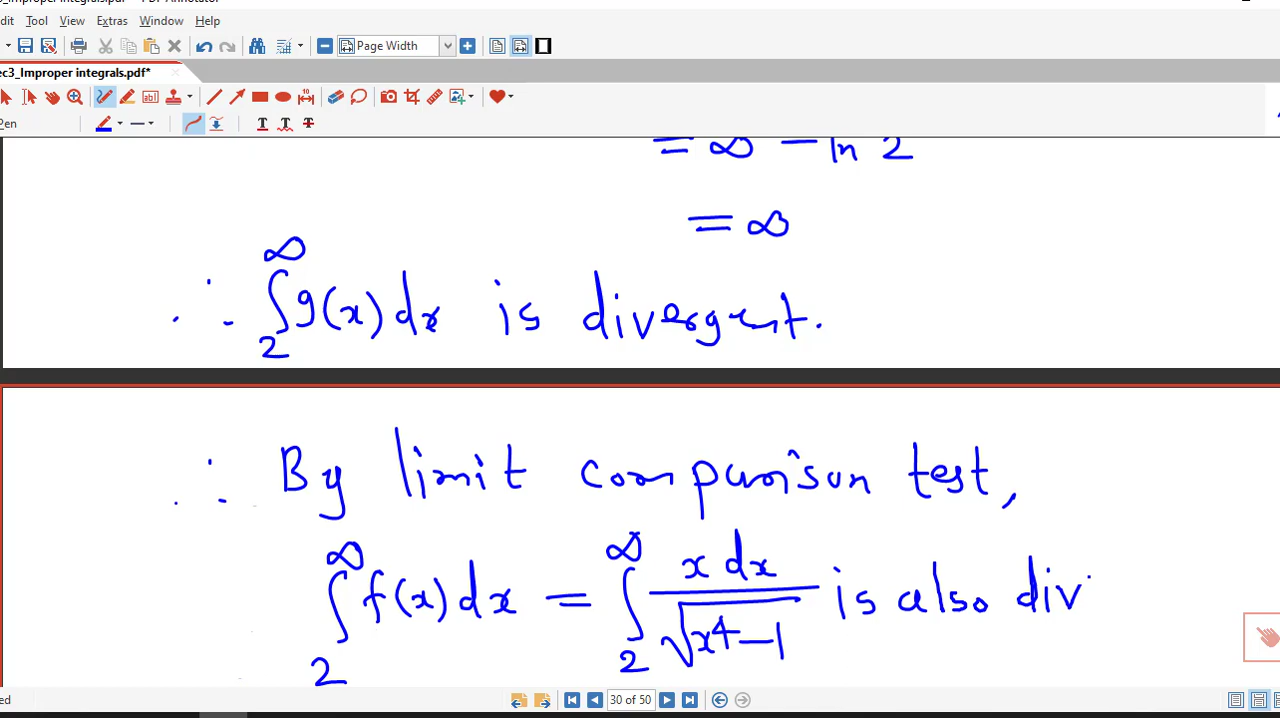 dit Tool View Extras Window Help
Page Width
ec3_Improper integrals.pdf*
Pen
= ∞ - ln 2
= ∞
∴ ∫₂^∞ g(x) dx is divergent.
∴ By limit comparison test,
∫₂^∞ f(x) dx = ∫₂^∞ x dx / √(x⁴-1) is also div
30 of 50